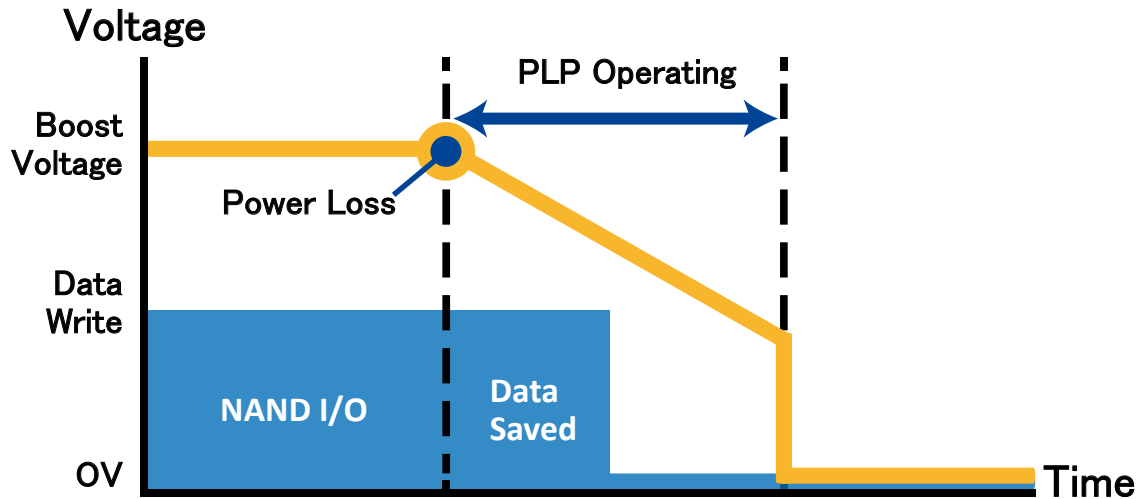 Voltage
PLP Operating
Boost
Voltage
Power Loss
Data
Write
NAND I/O
Data
Saved
0V
Time